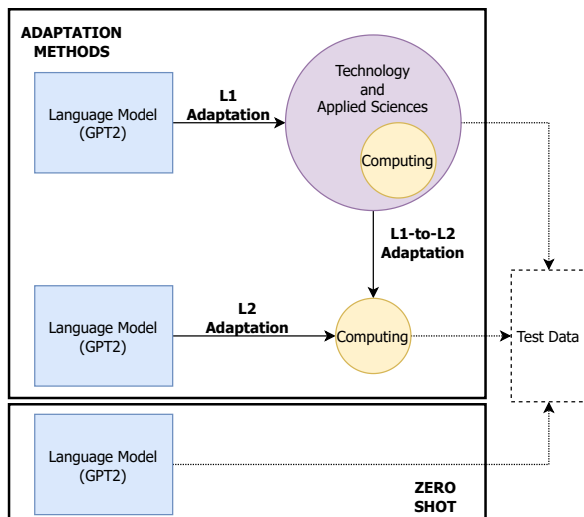 ADAPTATION
METHODS
Language Model
(GPT2)
L1
Adaptation
Technology
and
Applied Sciences
Computing
L1-to-L2
Adaptation
Language Model
(GPT2)
L2
Adaptation
Computing
Test Data
Language Model
(GPT2)
ZERO
SHOT